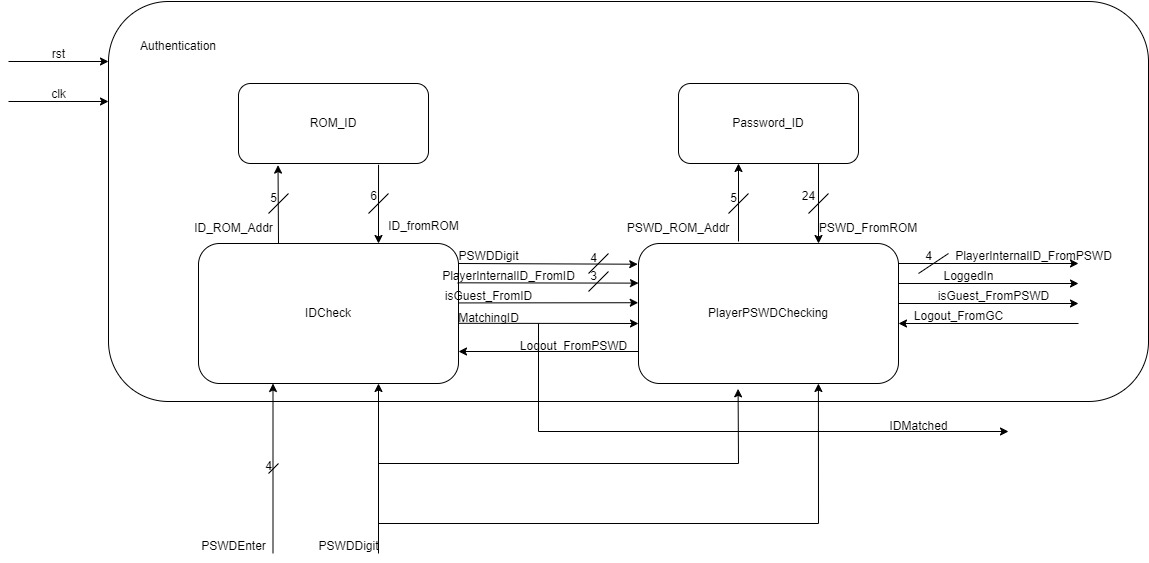 rst
Authentication
clk
ROM_ID
Password_ID
5
6
5
24
ID_ROM_Addr
ID_fromROM
PSWD_ROM_Addr
PSWD_FromROM
PSWDDigit
4
4
PlayerInternalID_FromPSWD
PlayerInternalID_FromID
3
LoggedIn
isGuest_FromID
isGuest_FromPSWD
IDCheck
PlayerPSWDChecking
MatchingID
Logout_FromGC
Logout_FromPSWD
IDMatched
4
PSWDEnter
PSWDDigit